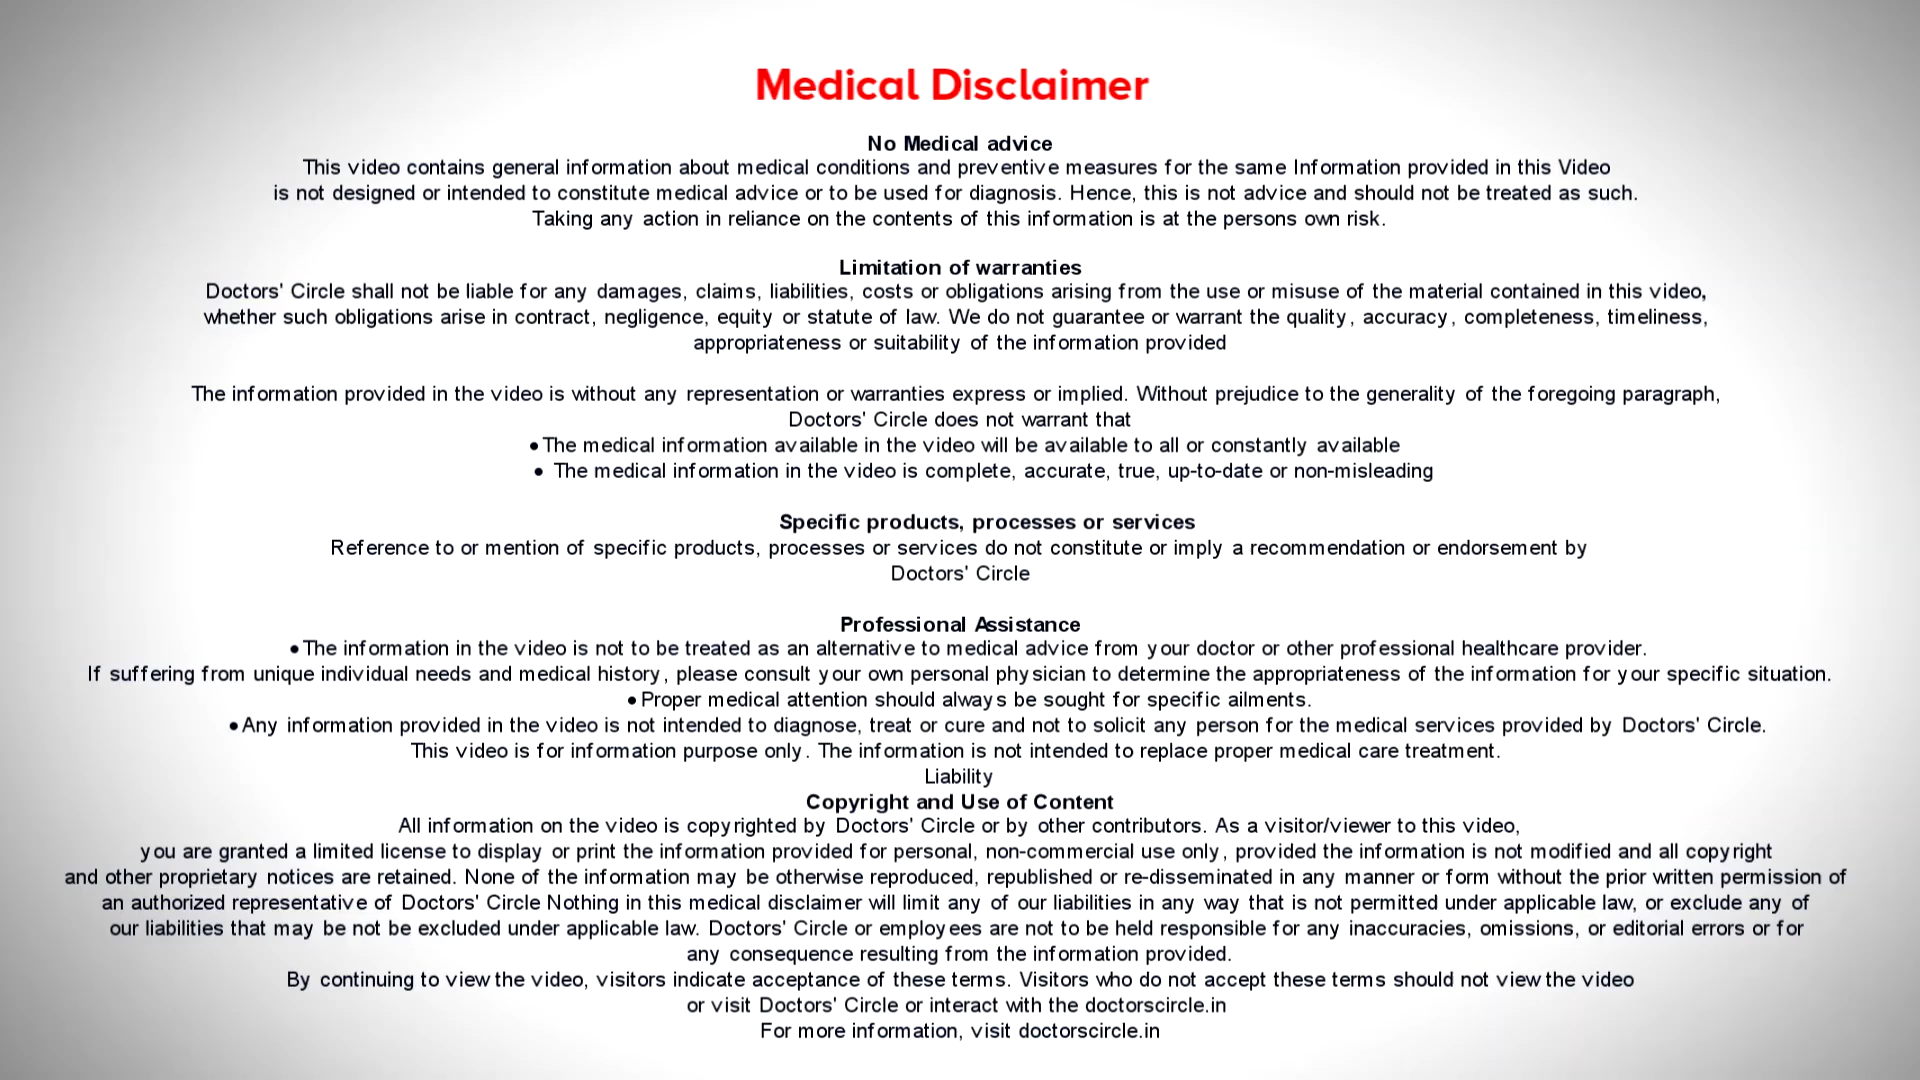 Medical Disclaimer
No Medical advice
This video contains general information about medical conditions and preventive measures for the same Information provided in this Video
is not designed or intended to constitute medical advice or to be used for diagnosis. Hence, this is not advice and should not be treated as such.
Taking any action in reliance on the contents of this information is at the persons own risk.
Limitation of warranties
Doctors' Circle shall not be liable for any damages, claims, liabilities, costs or obligations arising from the use or misuse of the material contained in this video,
whether such obligations arise in contract, negligence, equity or statute of law. We do not guarantee or warrant the quality, accuracy, completeness, timeliness,
appropriateness or suitability of the information provided
The information provided in the video is without any representation or warranties express or implied. Without prejudice to the generality of the foregoing paragraph,
Doctors' Circle does not warrant that
• The medical information available in the video will be available to all or constantly available
• The medical information in the video is complete, accurate, true, up-to-date or non-misleading
Specific products, processes or services
Reference to or mention of specific products, processes or services do not constitute or imply a recommendation or endorsement by
Doctors' Circle
Professional Assistance
• The information in the video is not to be treated as an alternative to medical advice from your doctor or other professional healthcare provider.
If suffering from unique individual needs and medical history, please consult your own personal physician to determine the appropriateness of the information for your specific situation.
• Proper medical attention should always be sought for specific ailments.
• Any information provided in the video is not intended to diagnose, treat or cure and not to solicit any person for the medical services provided by Doctors' Circle.
This video is for information purpose only. The information is not intended to replace proper medical care treatment.
Liability
Copyright and Use of Content
All information on the video is copyrighted by Doctors' Circle or by other contributors. As a visitor/viewer to this video,
you are granted a limited license to display or print the information provided for personal, non-commercial use only, provided the information is not modified and all copyright
and other proprietary notices are retained. None of the information may be otherwise reproduced, republished or re-disseminated in any manner or form without the prior written permission of
an authorized representative of Doctors' Circle Nothing in this medical disclaimer will limit any of our liabilities in any way that is not permitted under applicable law, or exclude any of
our liabilities that may be not be excluded under applicable law. Doctors' Circle or employees are not to be held responsible for any inaccuracies, omissions, or editorial errors or for
any consequence resulting from the information provided.
By continuing to view the video, visitors indicate acceptance of these terms. Visitors who do not accept these terms should not view the video
or visit Doctors' Circle or interact with the doctorscircle.in
For more information, visit doctorscircle.in